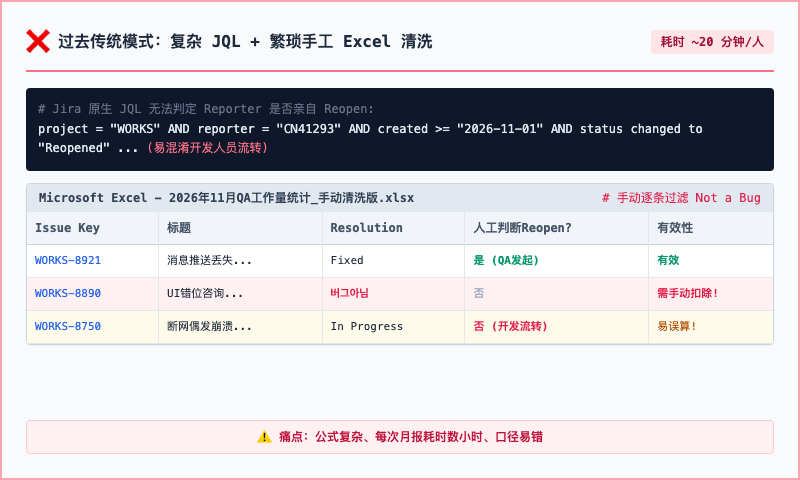 ❌ 过去传统模式：复杂 JQL + 繁琐手工 Excel 清洗
耗时 ~20 分钟/人
# Jira 原生 JQL 无法判定 Reporter 是否亲自 Reopen:
project = "WORKS" AND reporter = "CN41293" AND created >= "2026-11-01" AND status changed to
"Reopened" ... (易混淆开发人员流转)
Microsoft Excel - 2026年11月QA工作量统计_手动清洗版.xlsx
# 手动逐条过滤 Not a Bug
Issue Key 标题 Resolution 人工判断Reopen? 有效性
WORKS-8921 消息推送丢失... Fixed 是 (QA发起) 有效
WORKS-8890 UI错位咨询... 버그아님 否 需手动扣除!
WORKS-8750 断网偶发崩溃... In Progress 否 (开发流转) 易误算!
⚠️ 痛点：公式复杂、每次月报耗时数小时、口径易错